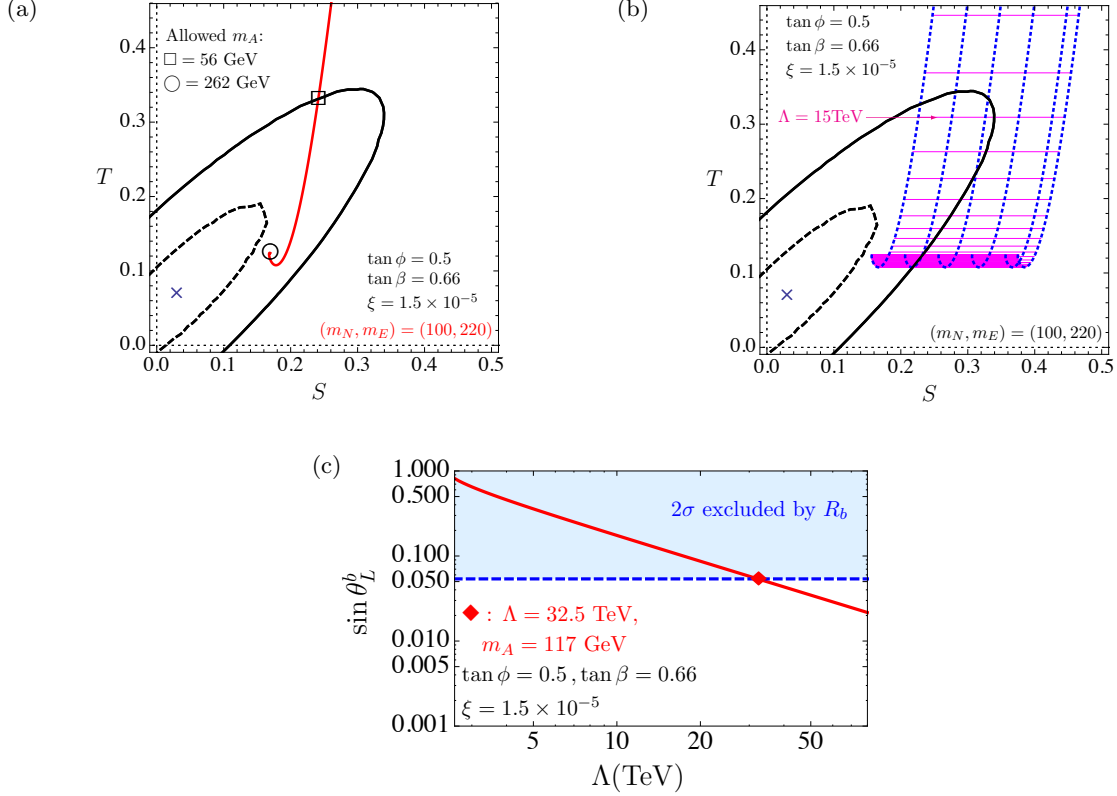 (a)
0.4
0.3
T
0.2
0.1
0.0
Allowed m_A:
□ = 56 GeV
○ = 262 GeV
tan ϕ = 0.5
tan β = 0.66
ξ = 1.5 × 10⁻⁵
(m_N, m_E) = (100, 220)
0.0 0.1 0.2 0.3 0.4 0.5
S
(b)
0.4
0.3
T
0.2
0.1
0.0
tan ϕ = 0.5
tan β = 0.66
ξ = 1.5 × 10⁻⁵
Λ = 15TeV
(m_N, m_E) = (100, 220)
0.0 0.1 0.2 0.3 0.4 0.5
S
(c)
1.000
0.500
0.100
0.050
0.010
0.005
0.001
sin θ_L^b
2σ excluded by R_b
◆ : Λ = 32.5 TeV,
m_A = 117 GeV
tan ϕ = 0.5 , tan β = 0.66
ξ = 1.5 × 10⁻⁵
5 10 20 50
Λ(TeV)